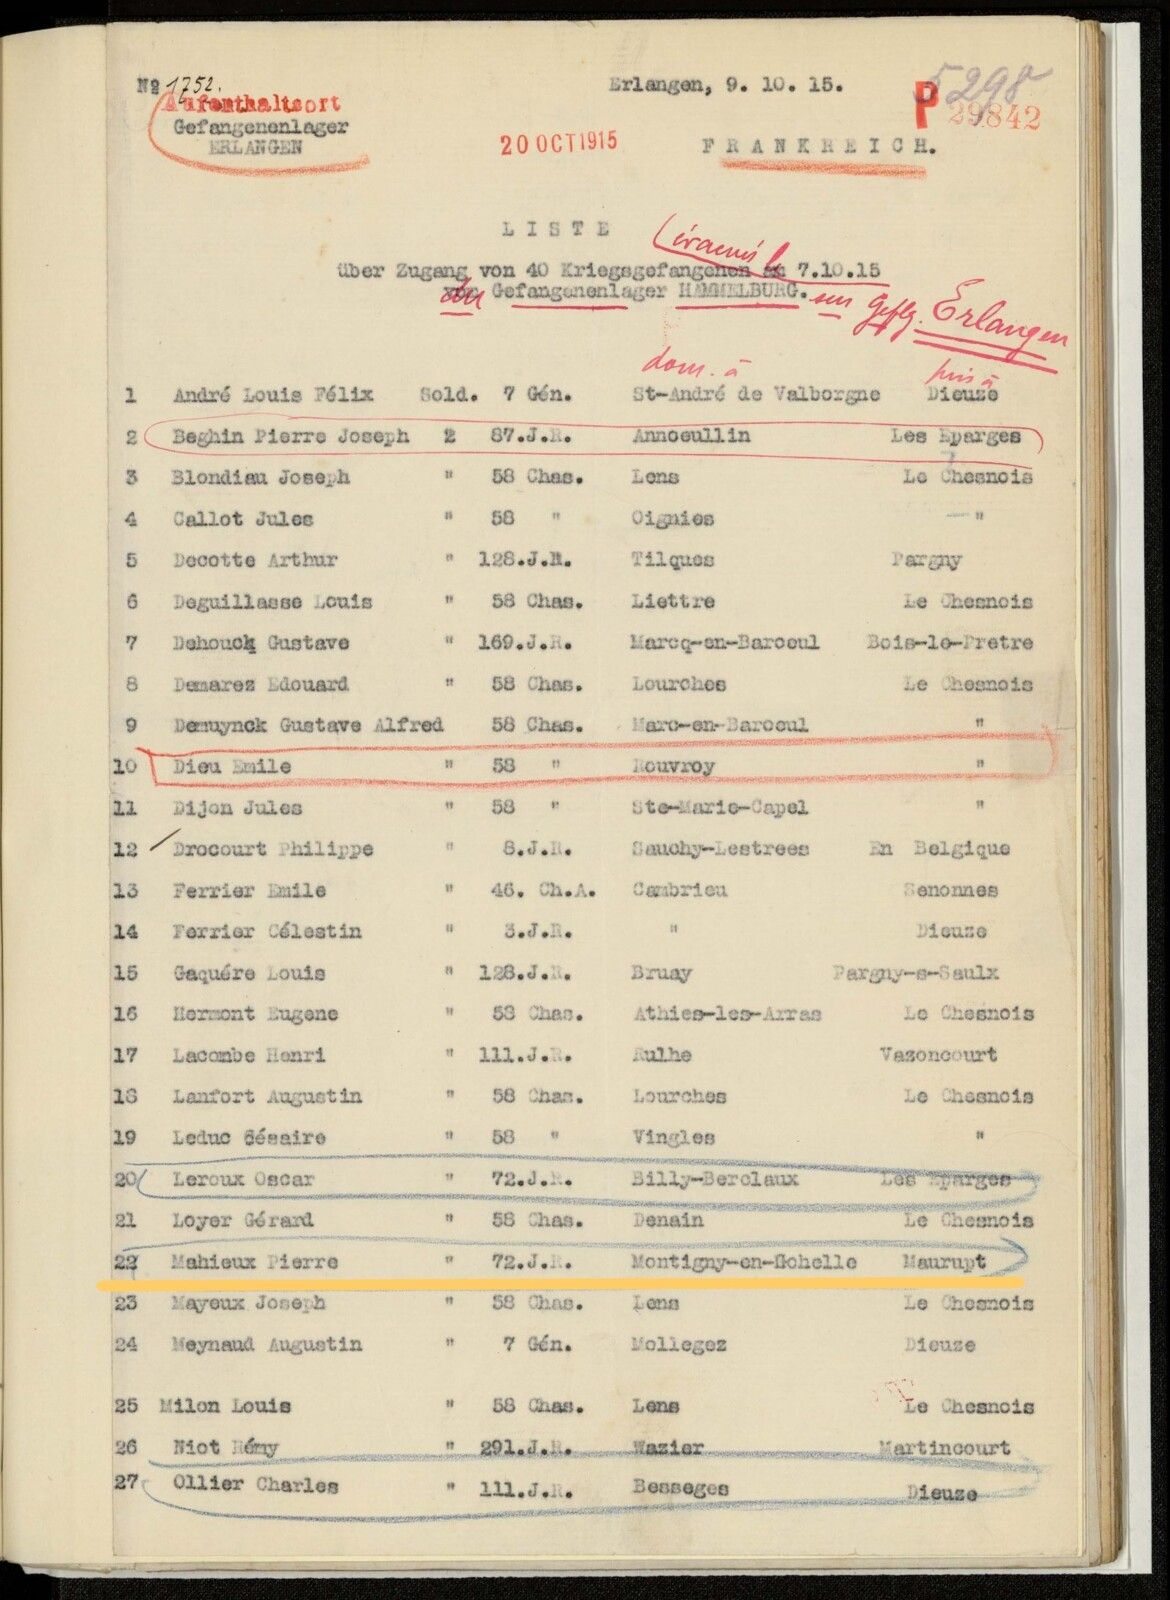 № 1752. Erlangen, 9. 10. 15. 5298
Aufenthaltsort P 29842
Gefangenenlager
ERLANGEN 20 OCT 1915 FRANKREICH.
LISTE
über Zugang von 40 Kriegsgefangenen am 7.10.15
Gefangenenlager HAMMELBURG. Erlangen
dom. à pris à
1 André Louis Félix Sold. 7 Gén. St-André de Valborgne Dieuze
2 Beghin Pierre Joseph 2 87.J.R. Annoeullin Les Eparges
3 Blondiau Joseph " 58 Chas. Lens Le Chesnois
4 Callot Jules " 58 " Oignies — "
5 Decotte Arthur " 128.J.R. Tilques Pargny
6 Deguillasse Louis " 58 Chas. Liettre Le Chesnois
7 Dehouck Gustave " 169.J.R. Marcq-en-Baroeul Bois-le-Pretre
8 Demarez Edouard " 58 Chas. Lourches Le Chesnois
9 Demuynck Gustave Alfred 58 Chas. Marc-en-Baroeul "
10 Dieu Emile " 58 " Rouvroy "
11 Dijon Jules " 58 " Ste-Marie-Capel "
12 Drocourt Philippe " 8.J.R. Sauchy-Lestrees En Belgique
13 Ferrier Emile " 46. Ch.A. Cambrieu Senonnes
14 Ferrier Célestin " 3.J.R. " Dieuze
15 Gaquére Louis " 128.J.R. Bruay Pargny-s-Saulx
16 Hermont Eugene " 58 Chas. Athies-les-Arras Le Chesnois
17 Lacombe Henri " 111.J.R. Rulhe Vazoncourt
18 Lanfort Augustin " 58 Chas. Lourches Le Chesnois
19 Leduc Césaire " 58 " Vingles "
20 Leroux Oscar " 72.J.R. Billy-Berclaux Les Eparges
21 Loyer Gérard " 58 Chas. Denain Le Chesnois
22 Mahieux Pierre " 72.J.R. Montigny-en-Gohelle Maurupt
23 Mayeux Joseph " 58 Chas. Lens Le Chesnois
24 Meynaud Augustin " 7 Gén. Mollegez Dieuze
25 Milon Louis " 58 Chas. Lens Le Chesnois
26 Niot Rémy " 291.J.R. Wazier Martincourt
27 Ollier Charles " 111.J.R. Besseges Dieuze